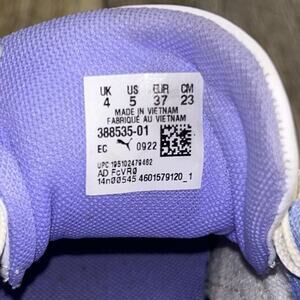 UK US EUR CM
4 5 37 23
MADE IN VIETNAM
FABRIQUÉ AU VIETNAM
388535-01
EC 0922
UPC:195102479462
AD FcVR0
14n00545 4601579120_1